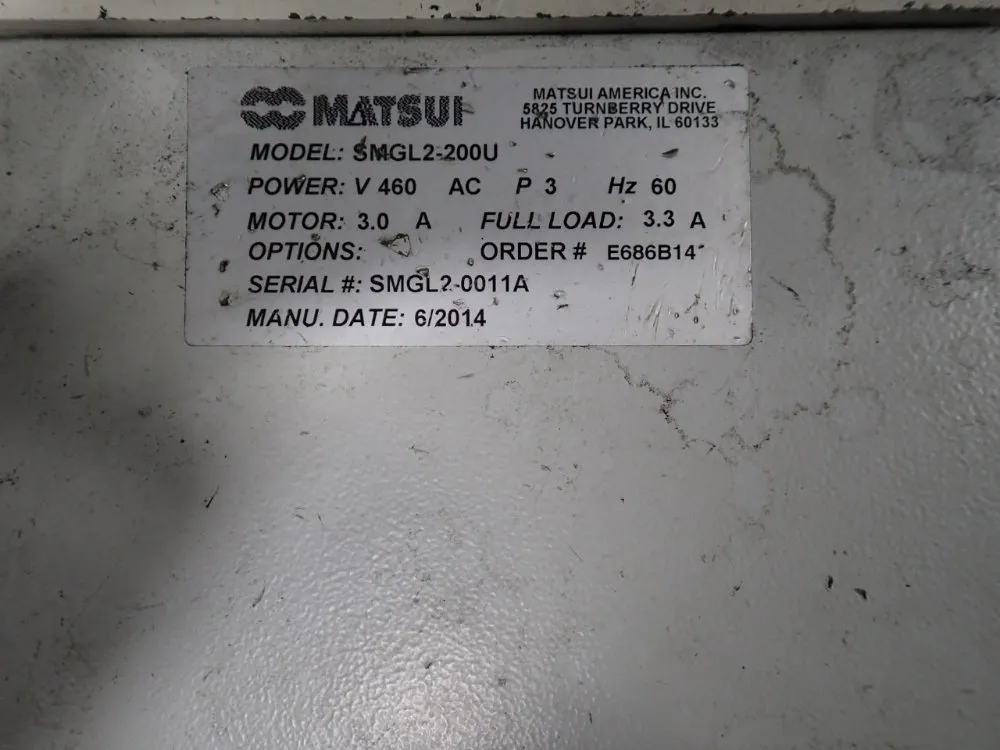 MATSUI
MATSUI AMERICA INC.
5825 TURNBERRY DRIVE
HANOVER PARK, IL 60133
MODEL: SMGL2-200U
POWER: V 460 AC P 3 Hz 60
MOTOR: 3.0 A FULL LOAD: 3.3 A
OPTIONS: ORDER #
SERIAL #: SMGL2-0011A
MANU. DATE: 6/2014